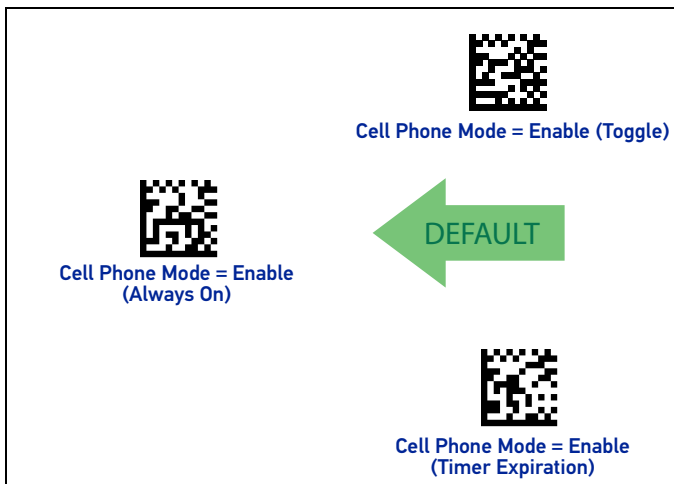 Cell Phone Mode = Enable (Toggle)
DEFAULT
Cell Phone Mode = Enable
(Always On)
Cell Phone Mode = Enable
(Timer Expiration)